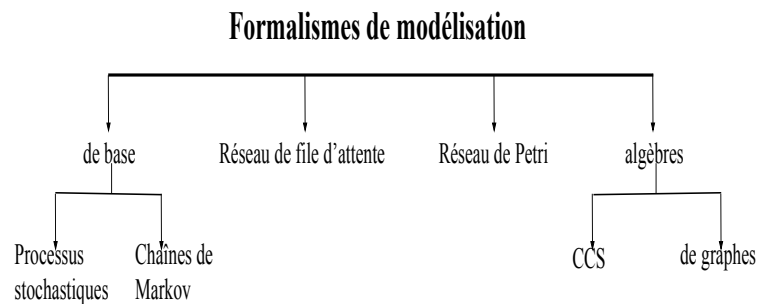 Formalismes de modélisation
de base
Réseau de file d'attente
Réseau de Petri
algèbres
Processus
stochastiques
Chaînes de
Markov
CCS
de graphes